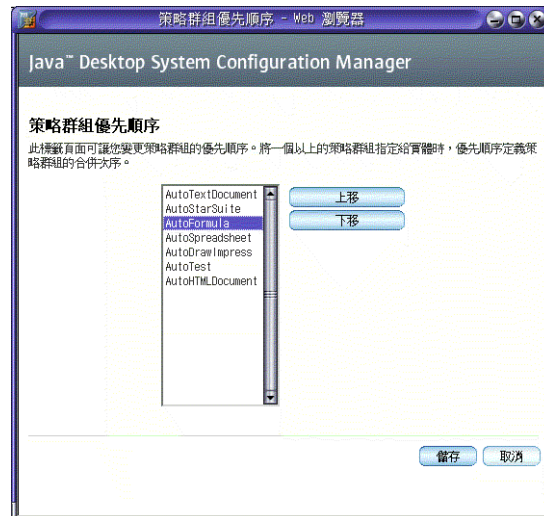 策略群組優先順序 - Web 瀏覽器
Java™ Desktop System Configuration Manager
策略群組優先順序
此標籤頁面可讓您變更策略群組的優先順序。將一個以上的策略群組指定給實體時，優先順序定義策
略群組的合併次序。
AutoTextDocument
AutoStarSuite
AutoFormula
AutoSpreadsheet
AutoDrawImpress
AutoTest
AutoHTMLDocument
上移
下移
儲存
取消